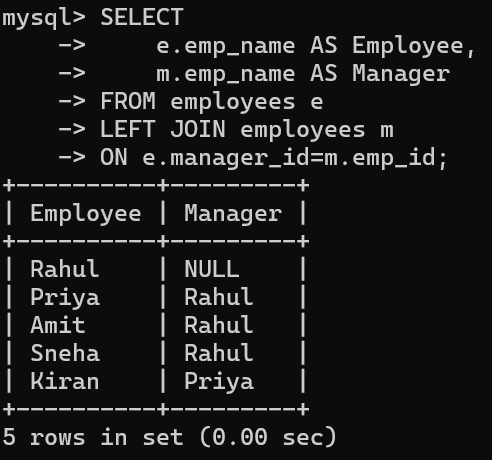 mysql> SELECT
    ->     e.emp_name AS Employee,
    ->     m.emp_name AS Manager
    -> FROM employees e
    -> LEFT JOIN employees m
    -> ON e.manager_id=m.emp_id;
+----------+---------+
| Employee | Manager |
+----------+---------+
| Rahul    | NULL    |
| Priya    | Rahul   |
| Amit     | Rahul   |
| Sneha    | Rahul   |
| Kiran    | Priya   |
+----------+---------+
5 rows in set (0.00 sec)